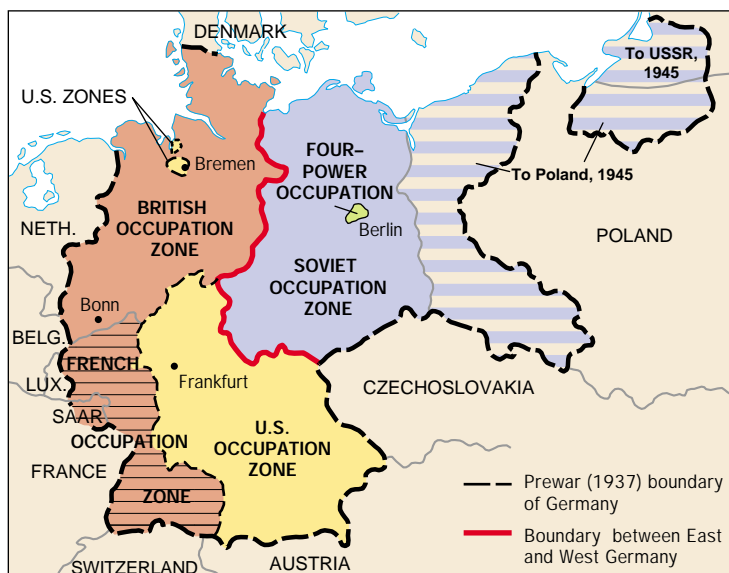 DENMARK
To USSR,
1945
U.S. ZONES
Bremen
FOUR–
POWER
OCCUPATION
To Poland, 1945
BRITISH
OCCUPATION
ZONE
Berlin
NETH.
POLAND
SOVIET
OCCUPATION
ZONE
Bonn
BELG.
FRENCH
Frankfurt
LUX.
CZECHOSLOVAKIA
SAAR
OCCUPATION
U.S.
OCCUPATION
ZONE
FRANCE
ZONE
Prewar (1937) boundary
of Germany
Boundary between East
and West Germany
SWITZERLAND
AUSTRIA